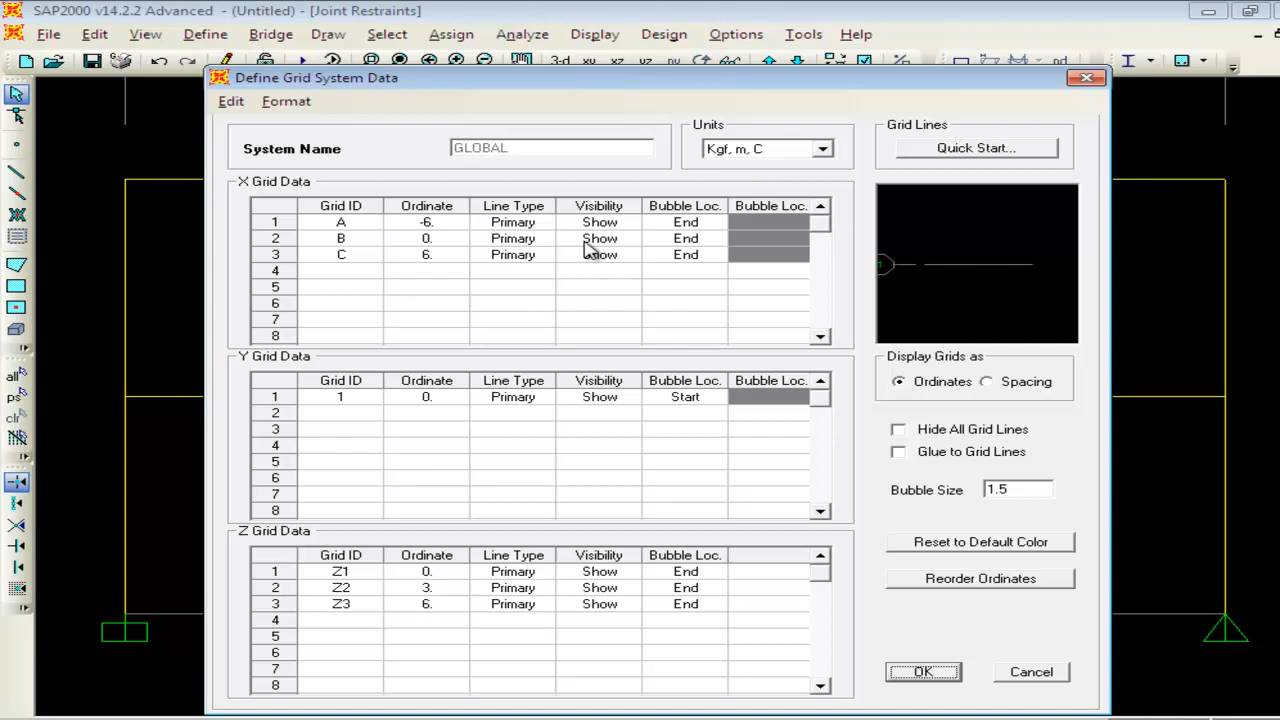 SAP2000 v14.2.2 Advanced - (Untitled) - [Joint Restraints]
File Edit View Define Bridge Draw Select Assign Analyze Display Design Options Tools Help
3-d xy xz
Define Grid System Data
Edit Format
System Name GLOBAL
Units
Kgf, m, C
Grid Lines
Quick Start...
X Grid Data
Grid ID Ordinate Line Type Visibility Bubble Loc. Bubble Loc.
1 A -6. Primary Show End
2 B 0. Primary Show End
3 C 6. Primary Show End
4
5
6
7
8
Y Grid Data
Grid ID Ordinate Line Type Visibility Bubble Loc. Bubble Loc.
1 1 0. Primary Show Start
2
3
4
5
6
7
8
Z Grid Data
Grid ID Ordinate Line Type Visibility Bubble Loc.
1 Z1 0. Primary Show End
2 Z2 3. Primary Show End
3 Z3 6. Primary Show End
4
5
6
7
8
Display Grids as
Ordinates Spacing
Hide All Grid Lines
Glue to Grid Lines
Bubble Size 1.5
Reset to Default Color
Reorder Ordinates
OK Cancel
all
ps
clr